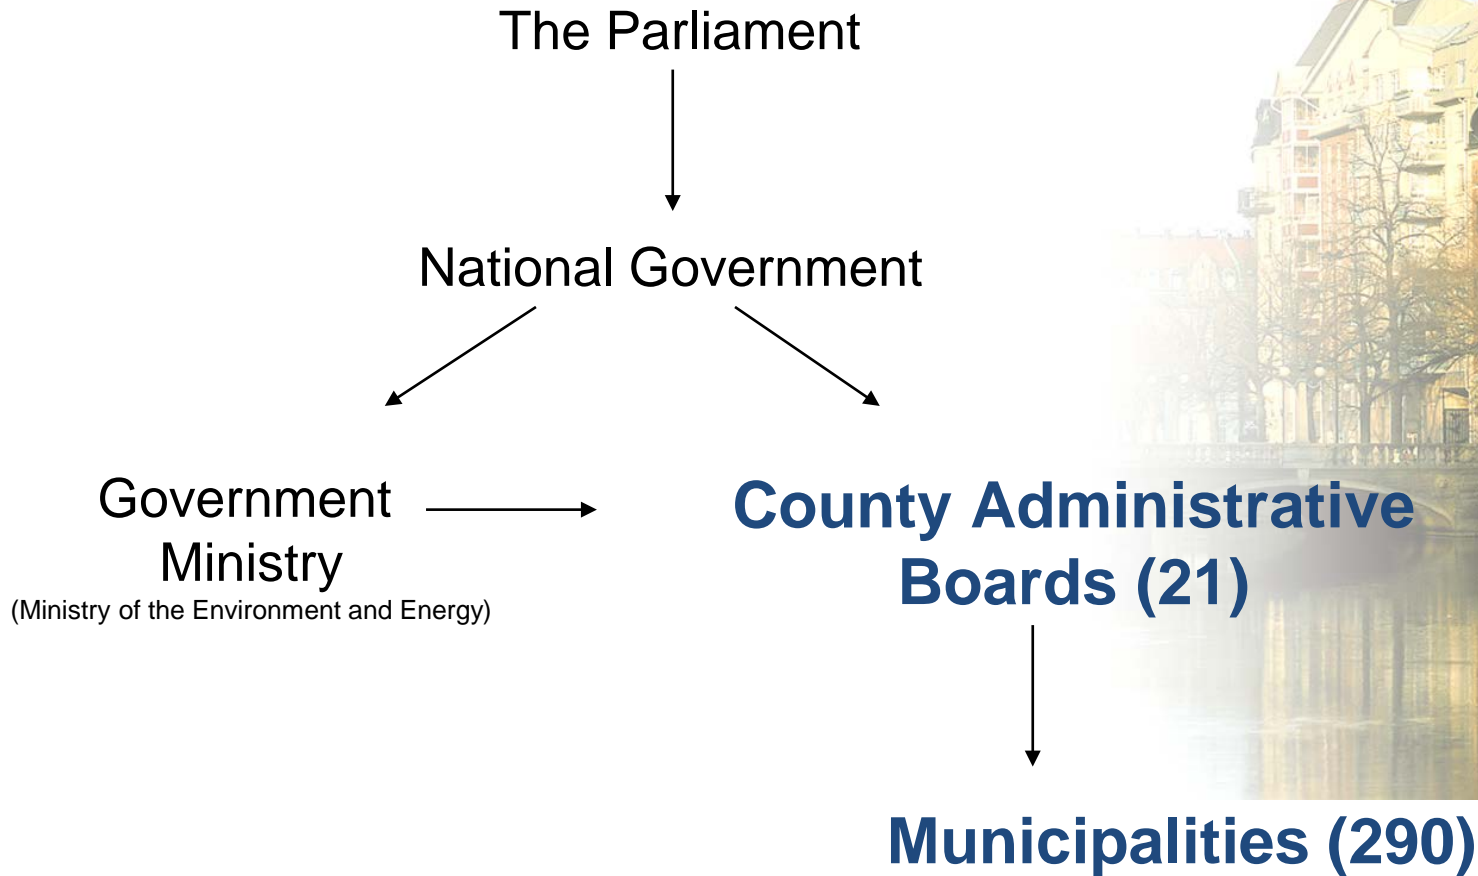 The Parliament
National Government
Government
Ministry
(Ministry of the Environment and Energy)
County Administrative
Boards (21)
Municipalities (290)